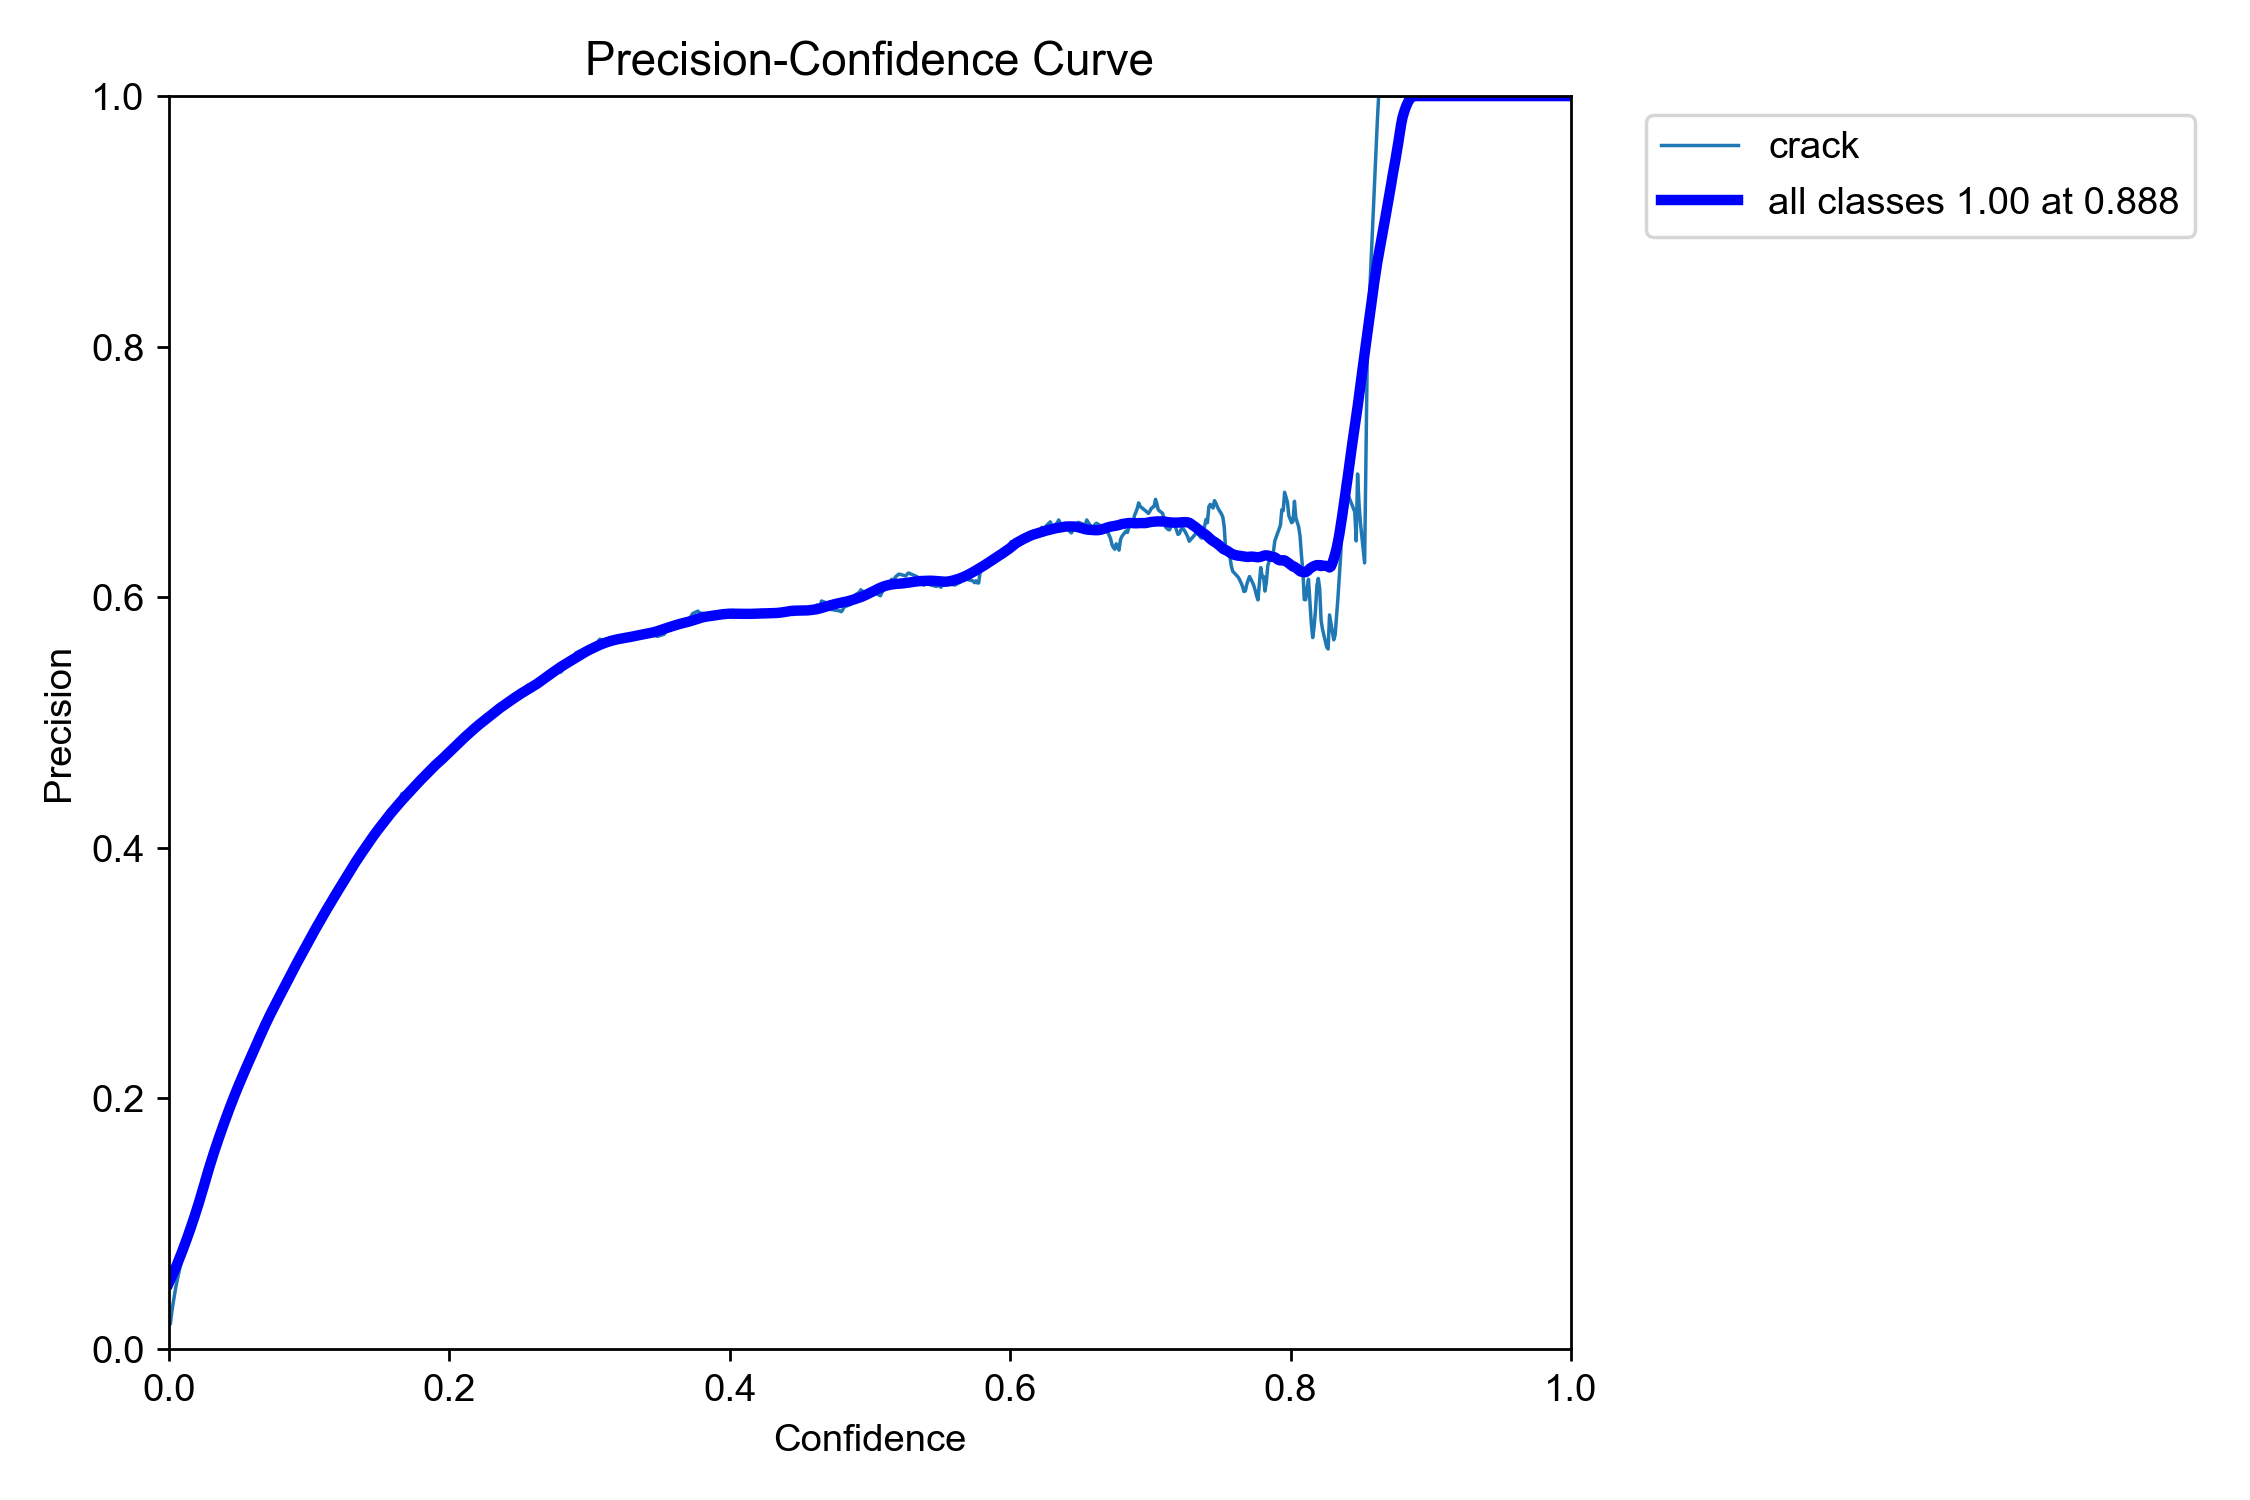 Precision-Confidence Curve
crack
all classes 1.00 at 0.888
Precision
1.0
0.8
0.6
0.4
0.2
0.0
0.0 0.2 0.4 0.6 0.8 1.0
Confidence